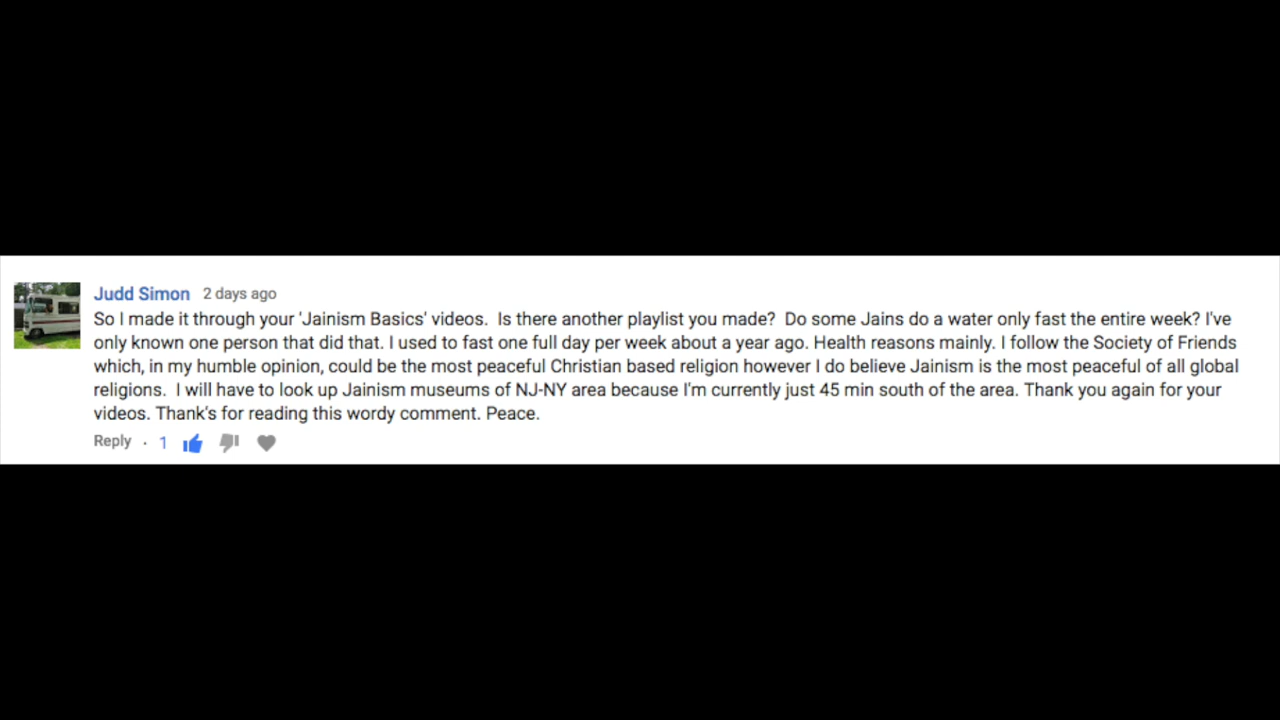 Judd Simon 2 days ago
So I made it through your 'Jainism Basics' videos.  Is there another playlist you made?  Do some Jains do a water only fast the entire week? I've
only known one person that did that. I used to fast one full day per week about a year ago. Health reasons mainly. I follow the Society of Friends
which, in my humble opinion, could be the most peaceful Christian based religion however I do believe Jainism is the most peaceful of all global
religions.  I will have to look up Jainism museums of NJ-NY area because I'm currently just 45 min south of the area. Thank you again for your
videos. Thank's for reading this wordy comment. Peace.
Reply · 1